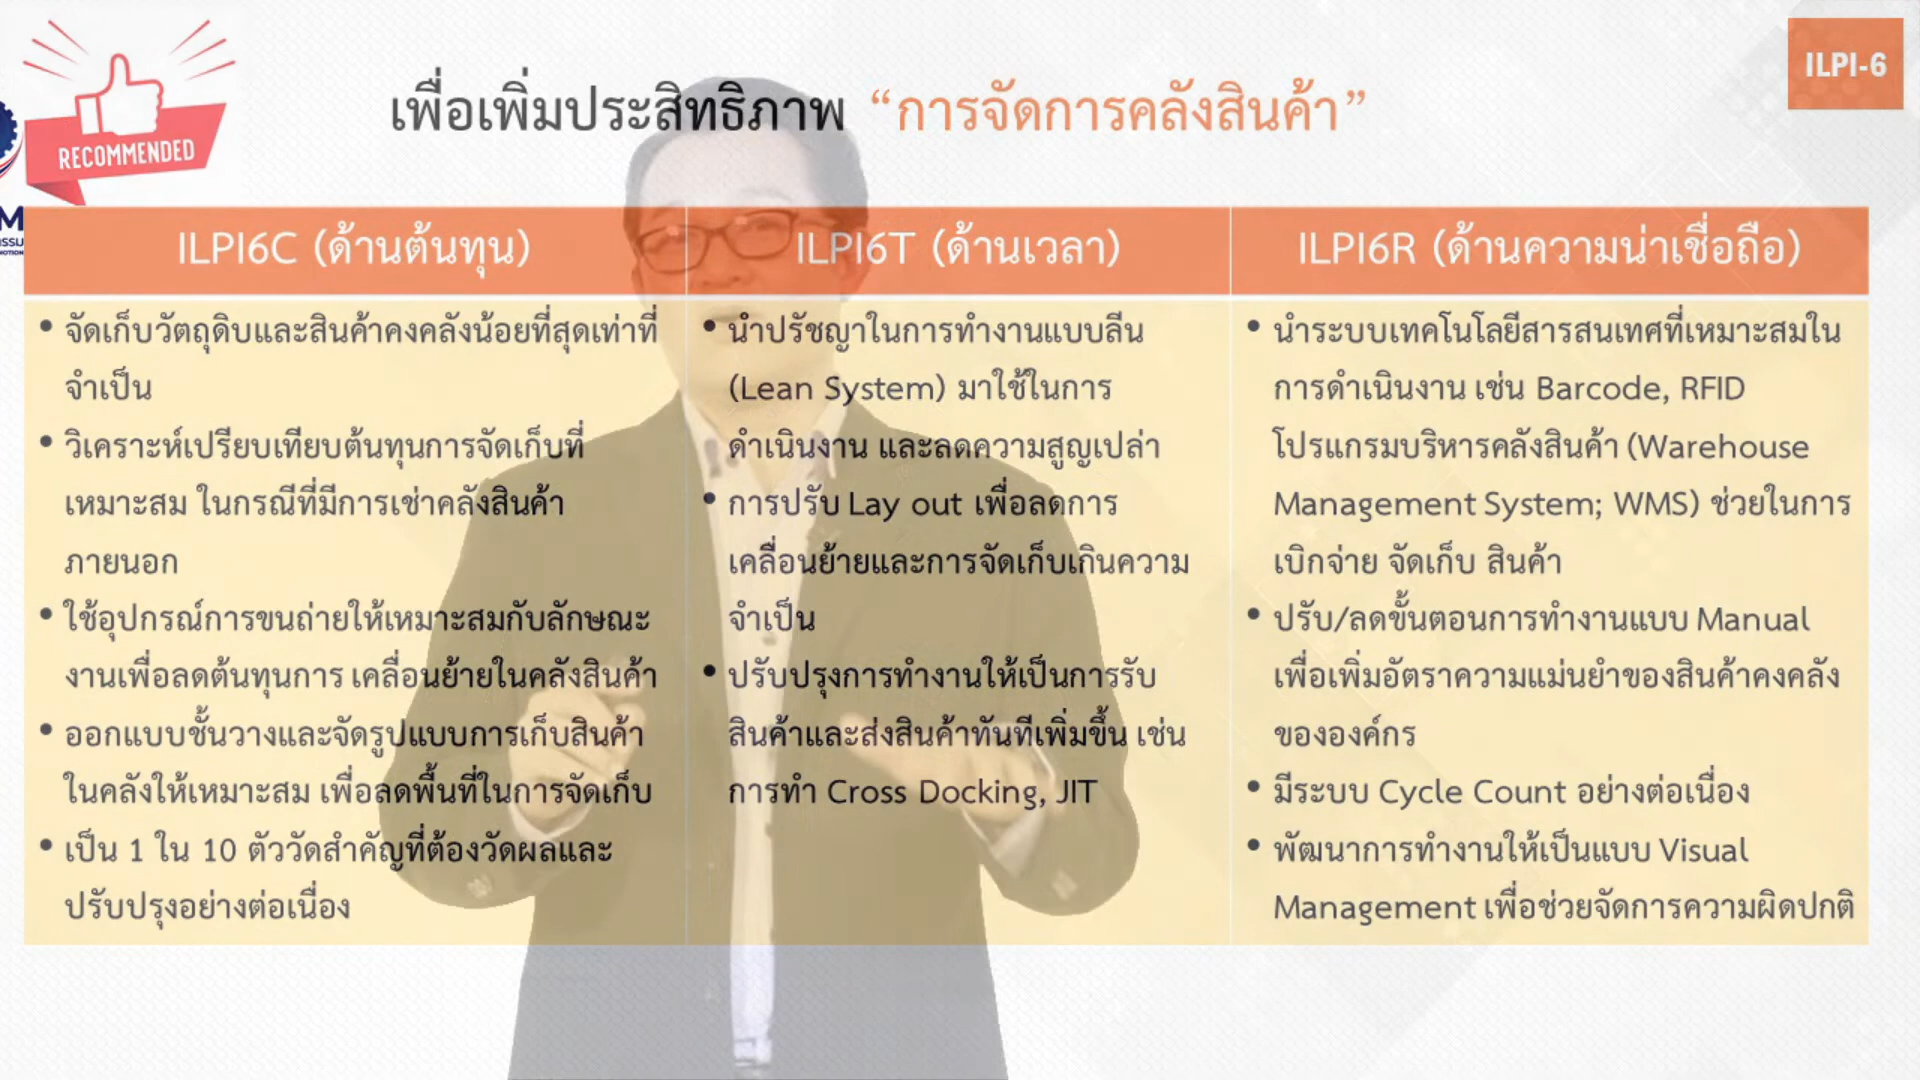 ILPI-6
RECOMMENDED
เพื่อเพิ่มประสิทธิภาพ “การจัดการคลังสินค้า”
ILPI6C (ด้านต้นทุน)
• จัดเก็บวัตถุดิบและสินค้าคงคลังน้อยที่สุดเท่าที่
จำเป็น
• วิเคราะห์เปรียบเทียบต้นทุนการจัดเก็บที่
เหมาะสม ในกรณีที่มีการเช่าคลังสินค้า
ภายนอก
• ใช้อุปกรณ์การขนถ่ายให้เหมาะสมกับลักษณะ
งานเพื่อลดต้นทุนการ เคลื่อนย้ายในคลังสินค้า
• ออกแบบชั้นวางและจัดรูปแบบการเก็บสินค้า
ในคลังให้เหมาะสม เพื่อลดพื้นที่ในการจัดเก็บ
• เป็น 1 ใน 10 ตัววัดสำคัญที่ต้องวัดผลและ
ปรับปรุงอย่างต่อเนื่อง
ILPI6T (ด้านเวลา)
• นำปรัชญาในการทำงานแบบลีน
(Lean System) มาใช้ในการ
ดำเนินงาน และลดความสูญเปล่า
• การปรับ Lay out เพื่อลดการ
เคลื่อนย้ายและการจัดเก็บเกินความ
จำเป็น
• ปรับปรุงการทำงานให้เป็นการรับ
สินค้าและส่งสินค้าทันทีเพิ่มขึ้น เช่น
การทำ Cross Docking, JIT
ILPI6R (ด้านความน่าเชื่อถือ)
• นำระบบเทคโนโลยีสารสนเทศที่เหมาะสมใน
การดำเนินงาน เช่น Barcode, RFID
โปรแกรมบริหารคลังสินค้า (Warehouse
Management System; WMS) ช่วยในการ
เบิกจ่าย จัดเก็บ สินค้า
• ปรับ/ลดขั้นตอนการทำงานแบบ Manual
เพื่อเพิ่มอัตราความแม่นยำของสินค้าคงคลัง
ขององค์กร
• มีระบบ Cycle Count อย่างต่อเนื่อง
• พัฒนาการทำงานให้เป็นแบบ Visual
Management เพื่อช่วยจัดการความผิดปกติ